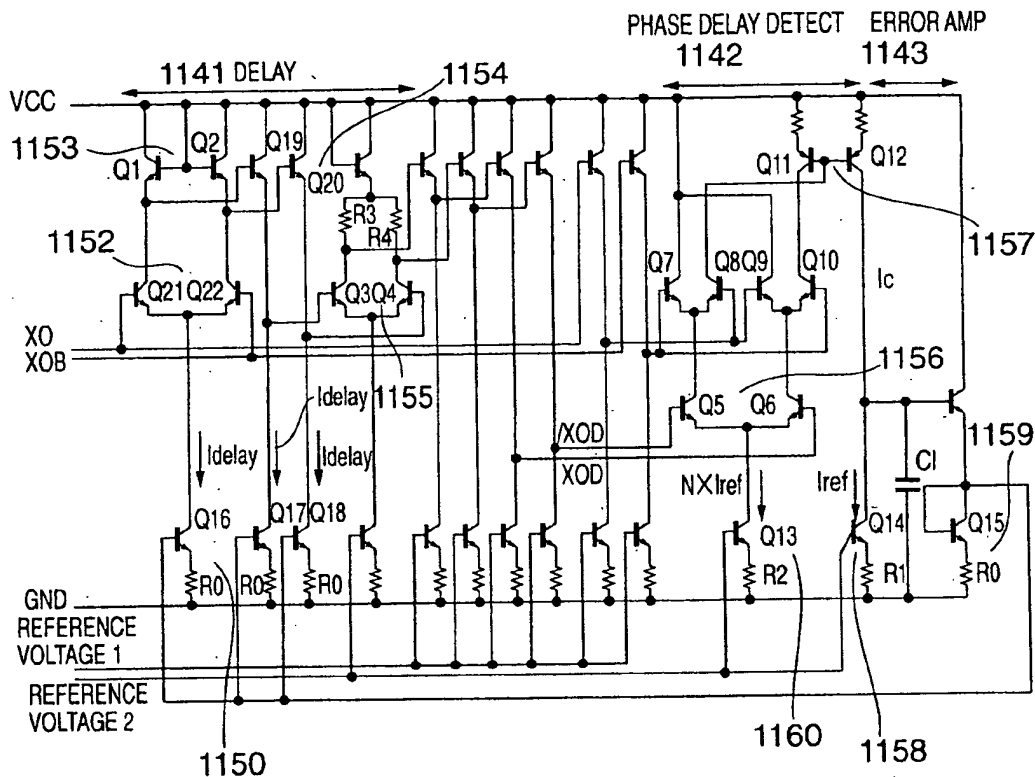 PHASE DELAY DETECT ERROR AMP
1142 1143
1141 DELAY 1154
VCC
1153 Q1 Q2 Q19 Q20 Q11 Q12
R3 R4 1157
1152 Q7 Q8 Q9 Q10
Q21 Q22 Q3 Q4 Ic
XO
XOB
1155 1156
Idelay Q5 Q6
/XOD 1159
Idelay Idelay XOD N×Iref Iref CI
Q16 Q17 Q18 Q13 Q14 Q15
R0 R0 R0 R2 R1 R0
GND
REFERENCE
VOLTAGE 1
REFERENCE
VOLTAGE 2
1150 1160 1158